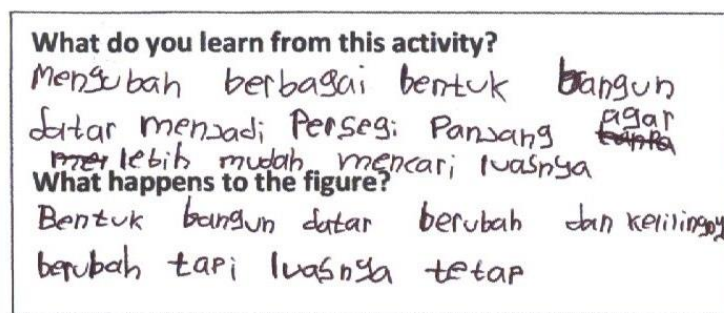 What do you learn from this activity?
Mengubah berbagai bentuk bangun
datar menjadi Persegi Panjang agar
lebih mudah mencari luasnya
What happens to the figure?
Bentuk bangun datar berubah dan kelilingny
berubah tapi luasnya tetap